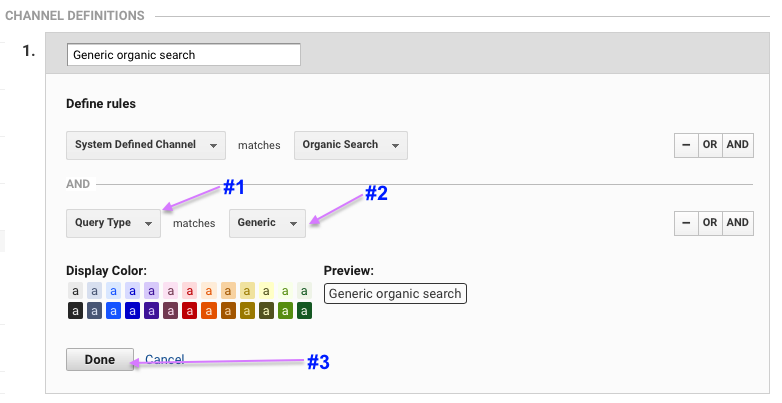 CHANNEL DEFINITIONS
1. Generic organic search
Define rules
System Defined Channel matches Organic Search − OR AND
AND
#1
#2
Query Type matches Generic − OR AND
Display Color: Preview:
a a a a a a a a a a a a a
a a a a a a a a a a a a a
Generic organic search
Done Cancel
#3